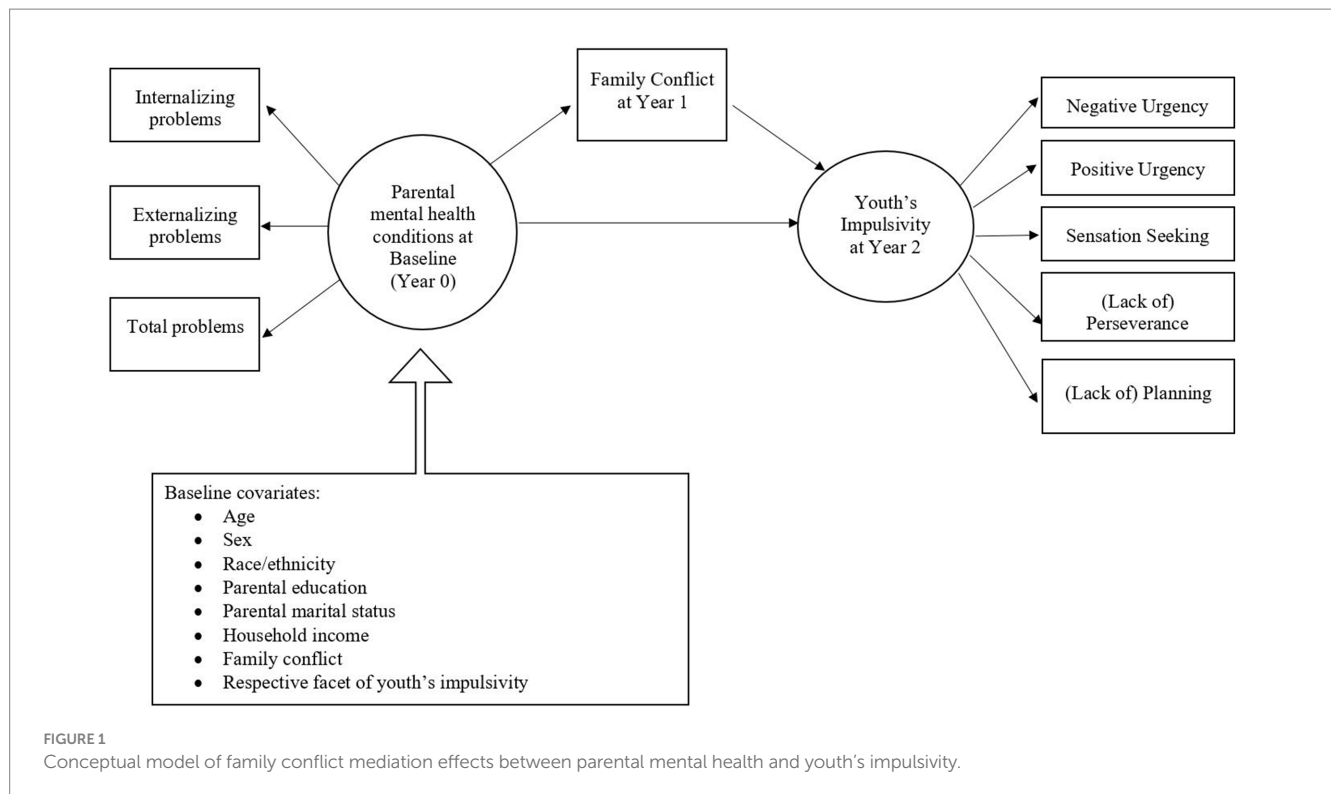 Internalizing
problems
Externalizing
problems
Total problems
Parental
mental health
conditions at
Baseline
(Year 0)
Family Conflict
at Year 1
Youth’s
Impulsivity
at Year 2
Negative Urgency
Positive Urgency
Sensation Seeking
(Lack of)
Perseverance
(Lack of) Planning
Baseline covariates:
• Age
• Sex
• Race/ethnicity
• Parental education
• Parental marital status
• Household income
• Family conflict
• Respective facet of youth’s impulsivity
FIGURE 1
Conceptual model of family conflict mediation effects between parental mental health and youth’s impulsivity.